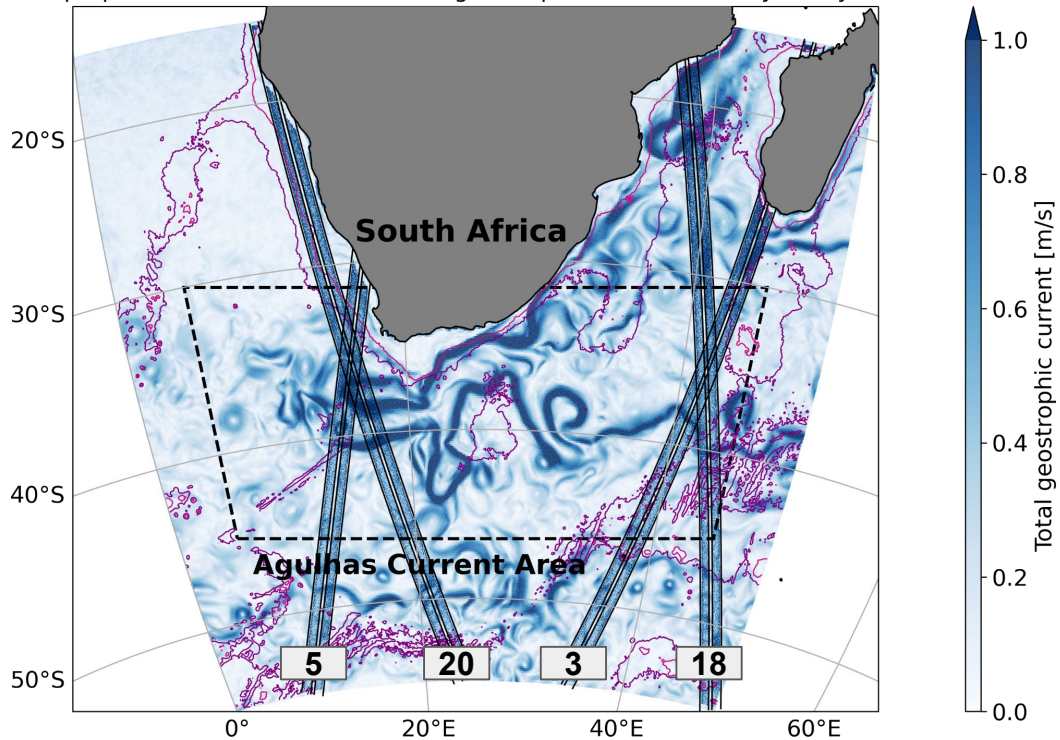 South Africa
Agulhas Current Area
5 20 3 18
20°S
30°S
40°S
50°S
0° 20°E 40°E 60°E
1.0
0.8
0.6
0.4
0.2
0.0
Total geostrophic current [m/s]